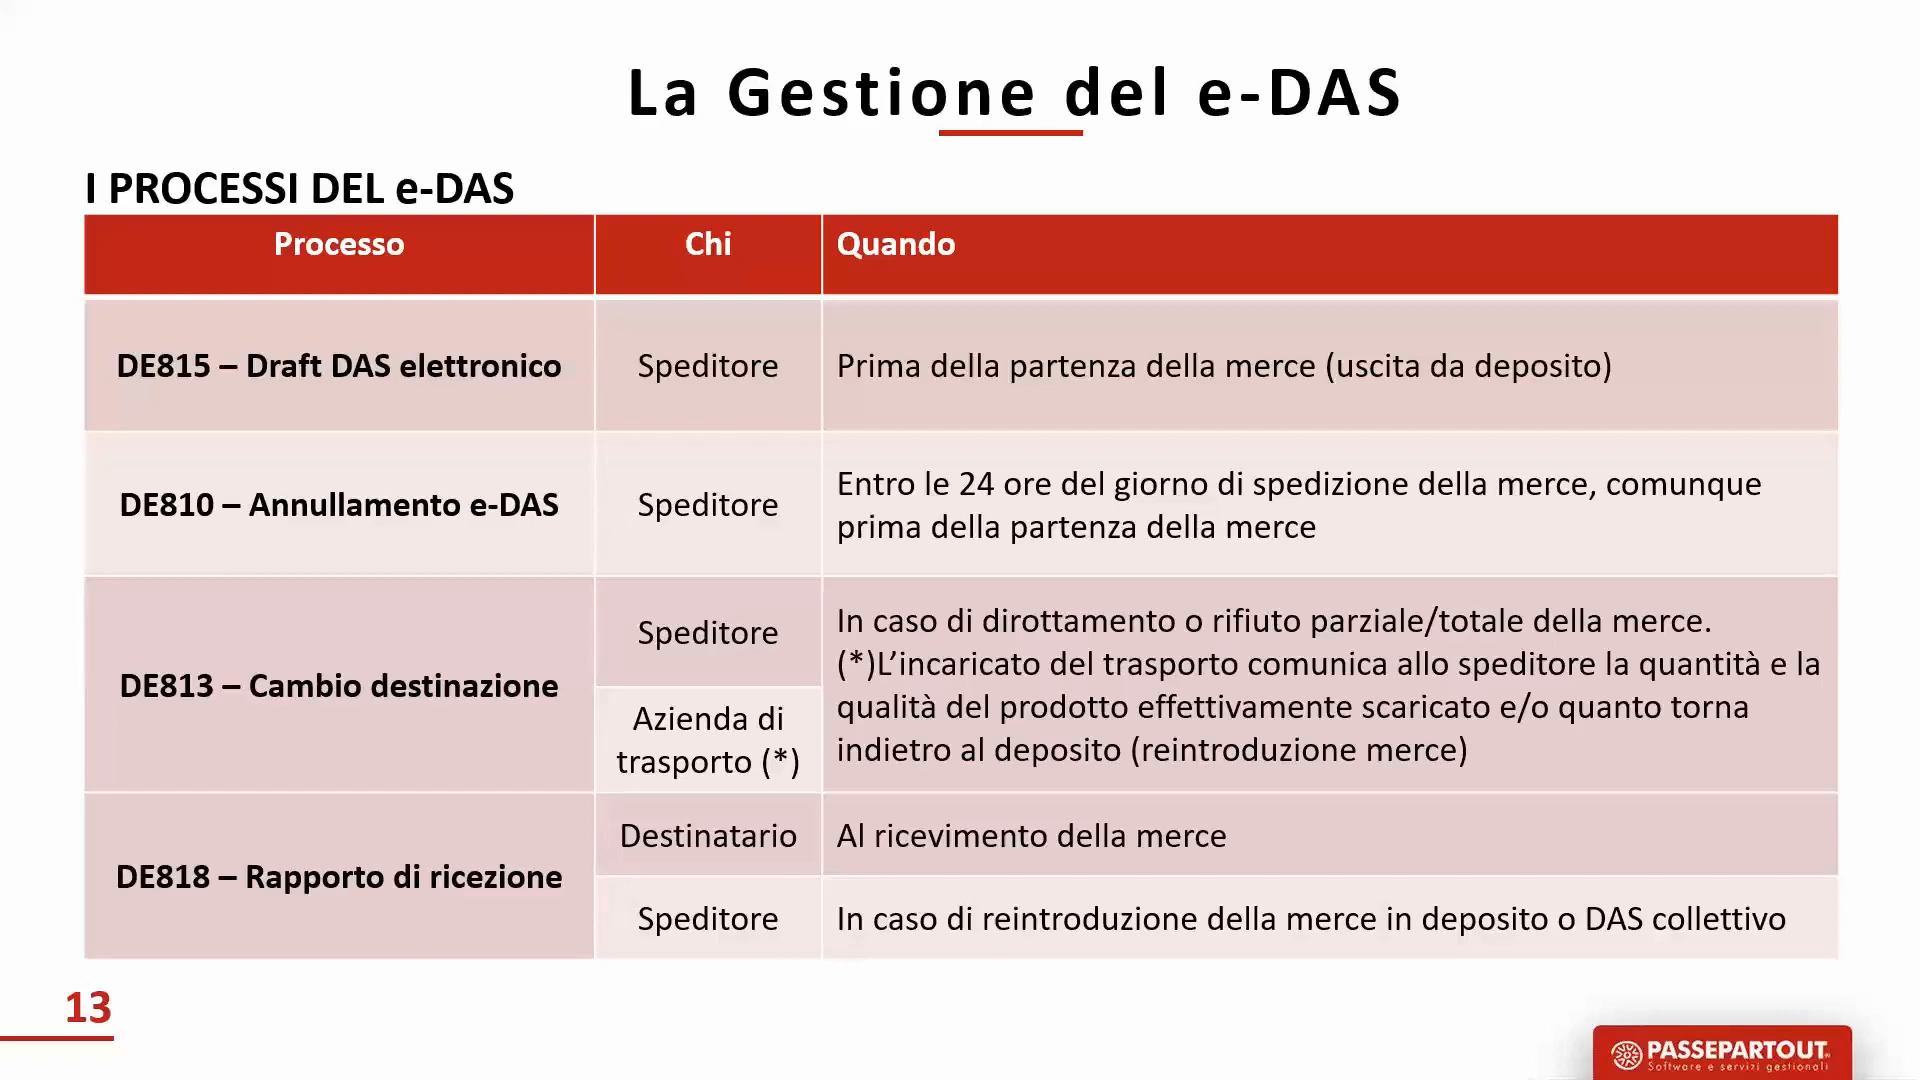 La Gestione del e-DAS
I PROCESSI DEL e-DAS
Processo
Chi
Quando
DE815 – Draft DAS elettronico
Speditore
Prima della partenza della merce (uscita da deposito)
DE810 – Annullamento e-DAS
Speditore
Entro le 24 ore del giorno di spedizione della merce, comunque
prima della partenza della merce
DE813 – Cambio destinazione
Speditore
Azienda di
trasporto (*)
In caso di dirottamento o rifiuto parziale/totale della merce.
(*)L’incaricato del trasporto comunica allo speditore la quantità e la
qualità del prodotto effettivamente scaricato e/o quanto torna
indietro al deposito (reintroduzione merce)
DE818 – Rapporto di ricezione
Destinatario
Al ricevimento della merce
Speditore
In caso di reintroduzione della merce in deposito o DAS collettivo
13
PASSEPARTOUT
Software e servizi gestionali